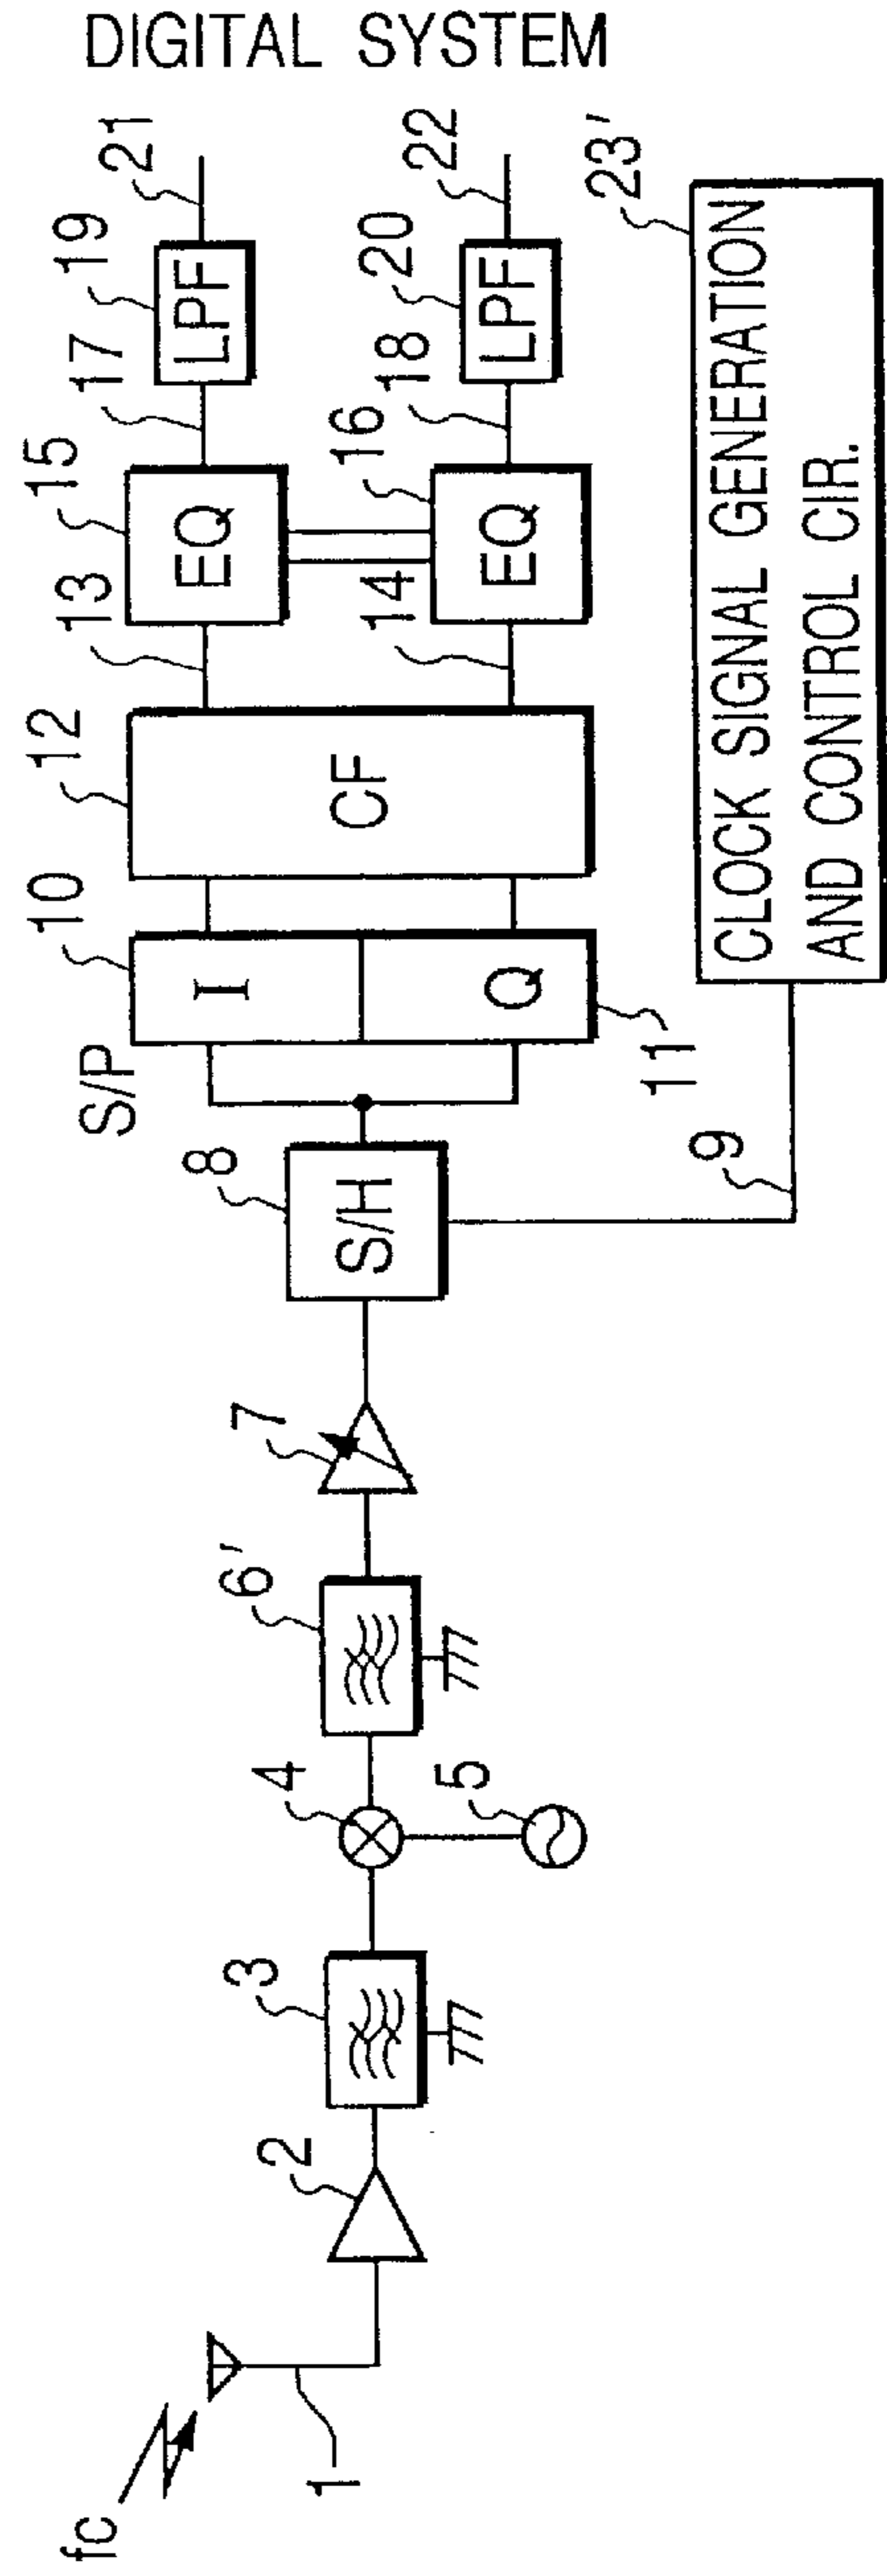 DIGITAL SYSTEM
fc
1
2
3
4
5
6'
7
8
S/H
9
S/P
10
I
11
Q
12
CF
13
14
15
EQ
16
EQ
17
18
19
LPF
20
LPF
21
22
23'
CLOCK SIGNAL GENERATION
AND CONTROL CIR.